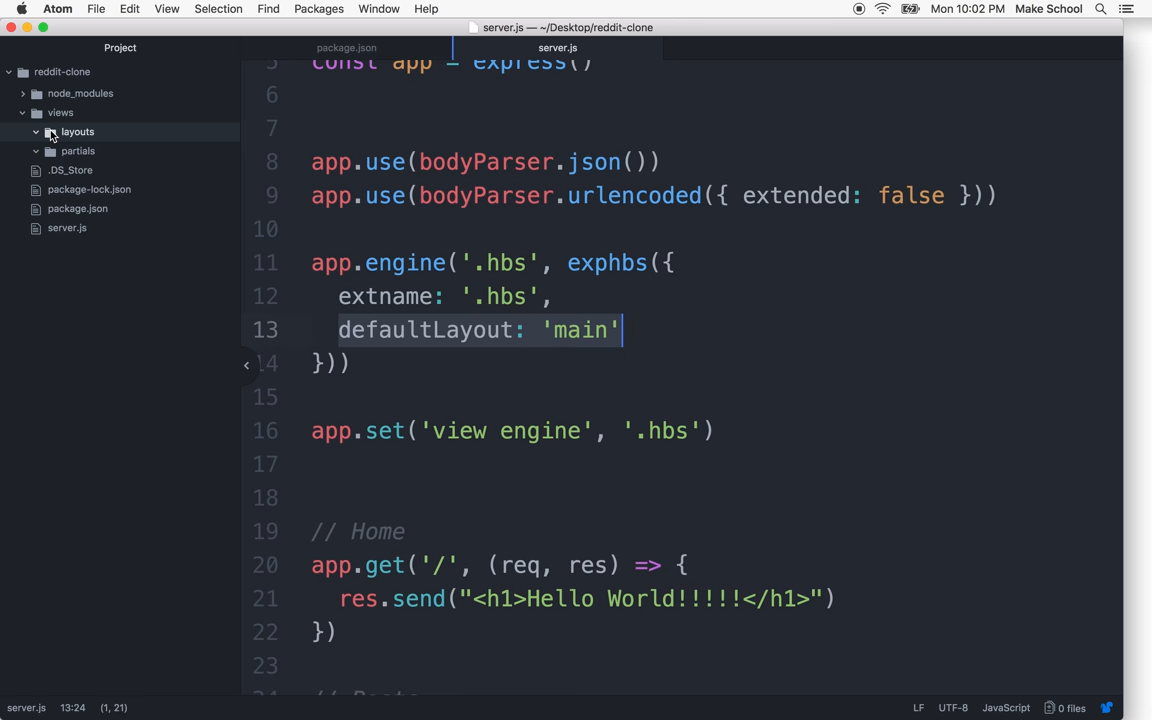 Atom File Edit View Selection Find Packages Window Help Mon 10:02 PM Make School
server.js — ~/Desktop/reddit-clone
Project
package.json
server.js
reddit-clone
node_modules
views
layouts
partials
.DS_Store
package-lock.json
package.json
server.js
5 const app = express()
6
7
8 app.use(bodyParser.json())
9 app.use(bodyParser.urlencoded({ extended: false }))
10
11 app.engine('.hbs', exphbs({
12 extname: '.hbs',
13 defaultLayout: 'main'
14 }))
15
16 app.set('view engine', '.hbs')
17
18
19 // Home
20 app.get('/', (req, res) => {
21 res.send("<h1>Hello World!!!!!</h1>")
22 })
23
server.js 13:24 (1, 21) LF UTF-8 JavaScript 0 files